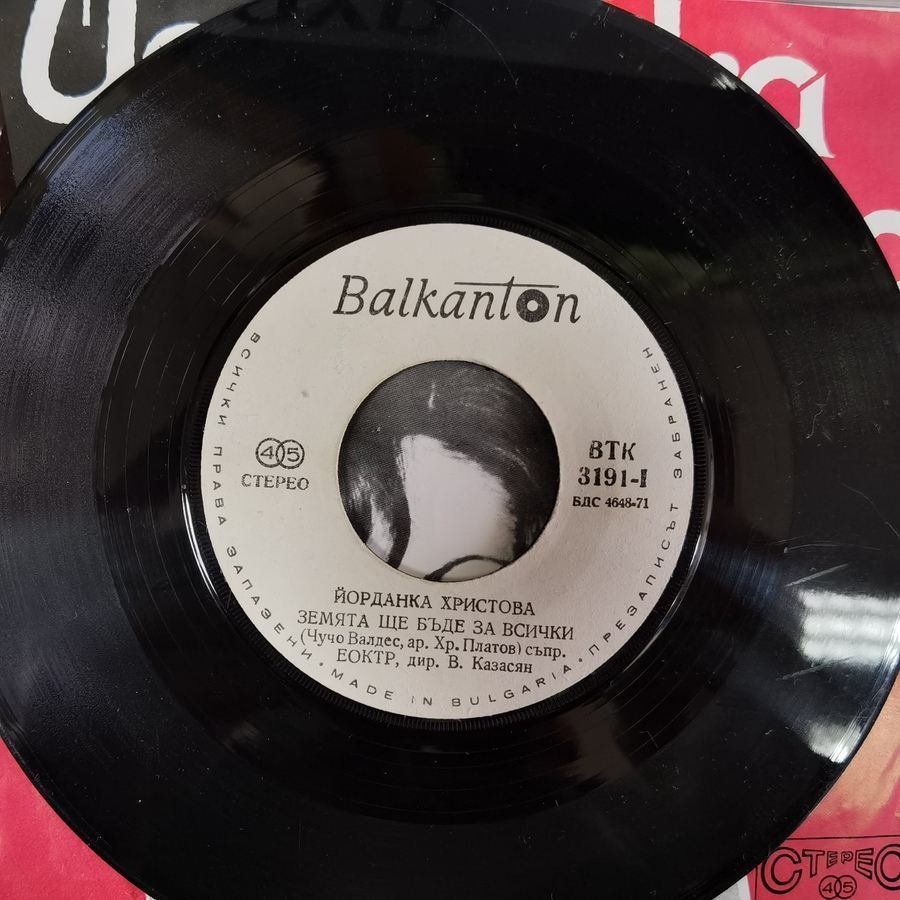 Balkanton
45
СТЕРЕО
ВТК
3191-I
БДС 4648-71
ЙОРДАНКА ХРИСТОВА
ЗЕМЯТА ЩЕ БЪДЕ ЗА ВСИЧКИ
(Чучо Валдес, ар. Хр. Платов) съпр.
ЕОКТР, дир. В. Казасян
ВСИЧКИ ПРАВА ЗАПАЗЕНИ • MADE IN BULGARIA • ПРЕЗАПИСЪТ ЗАБРАНЕН
СТЕРЕО
45